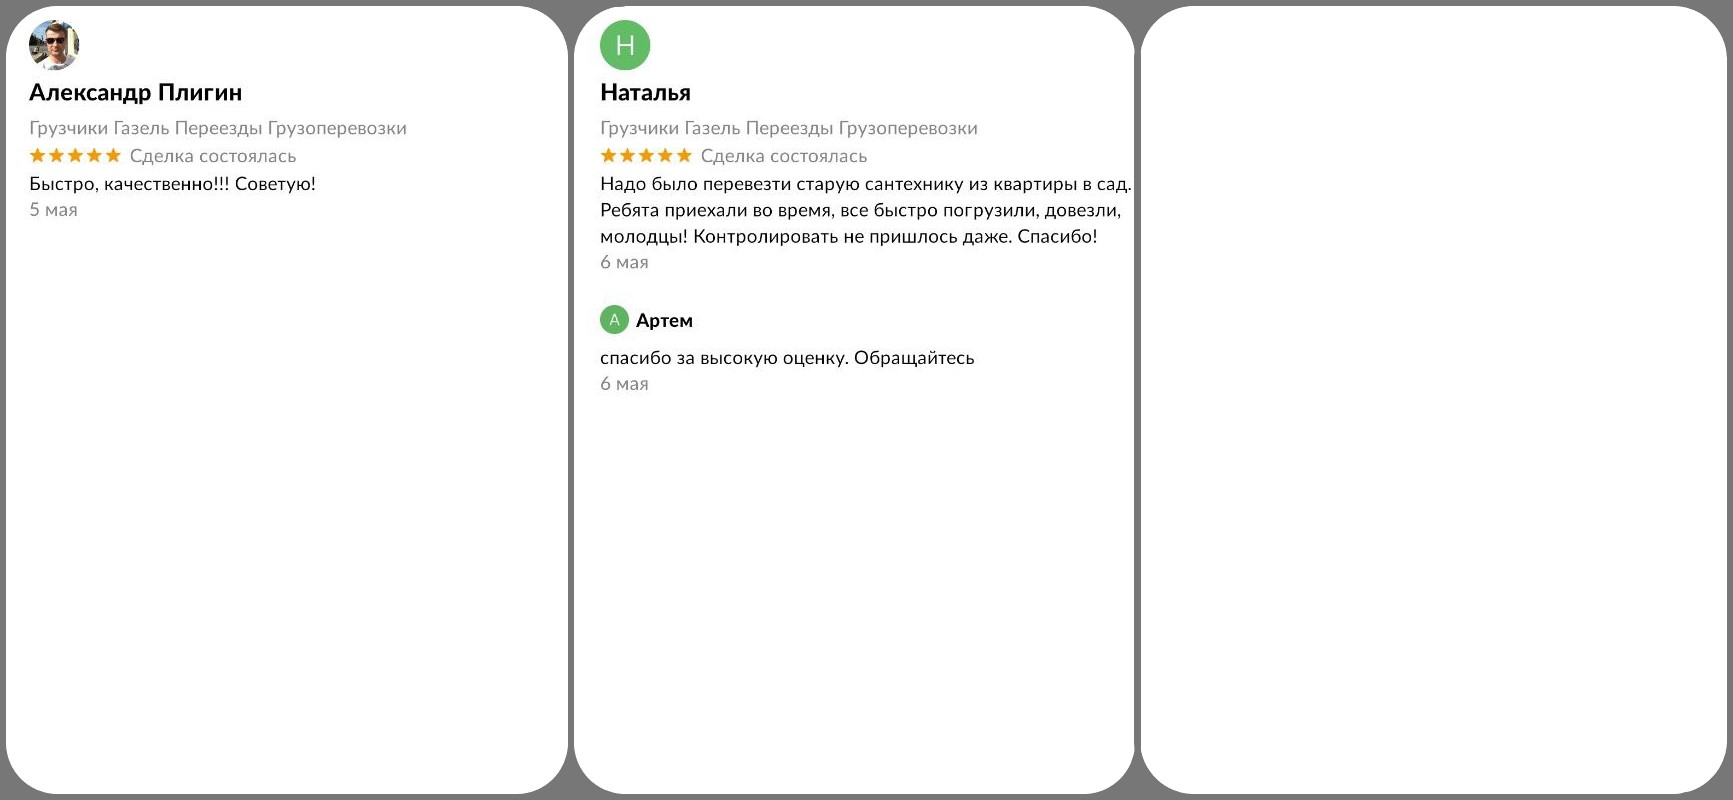 Александр Плигин
Грузчики Газель Переезды Грузоперевозки
Сделка состоялась
Быстро, качественно!!! Советую!
5 мая
Н
Наталья
Грузчики Газель Переезды Грузоперевозки
Сделка состоялась
Надо было перевезти старую сантехнику из квартиры в сад.
Ребята приехали во время, все быстро погрузили, довезли,
молодцы! Контролировать не пришлось даже. Спасибо!
6 мая
А Артем
спасибо за высокую оценку. Обращайтесь
6 мая